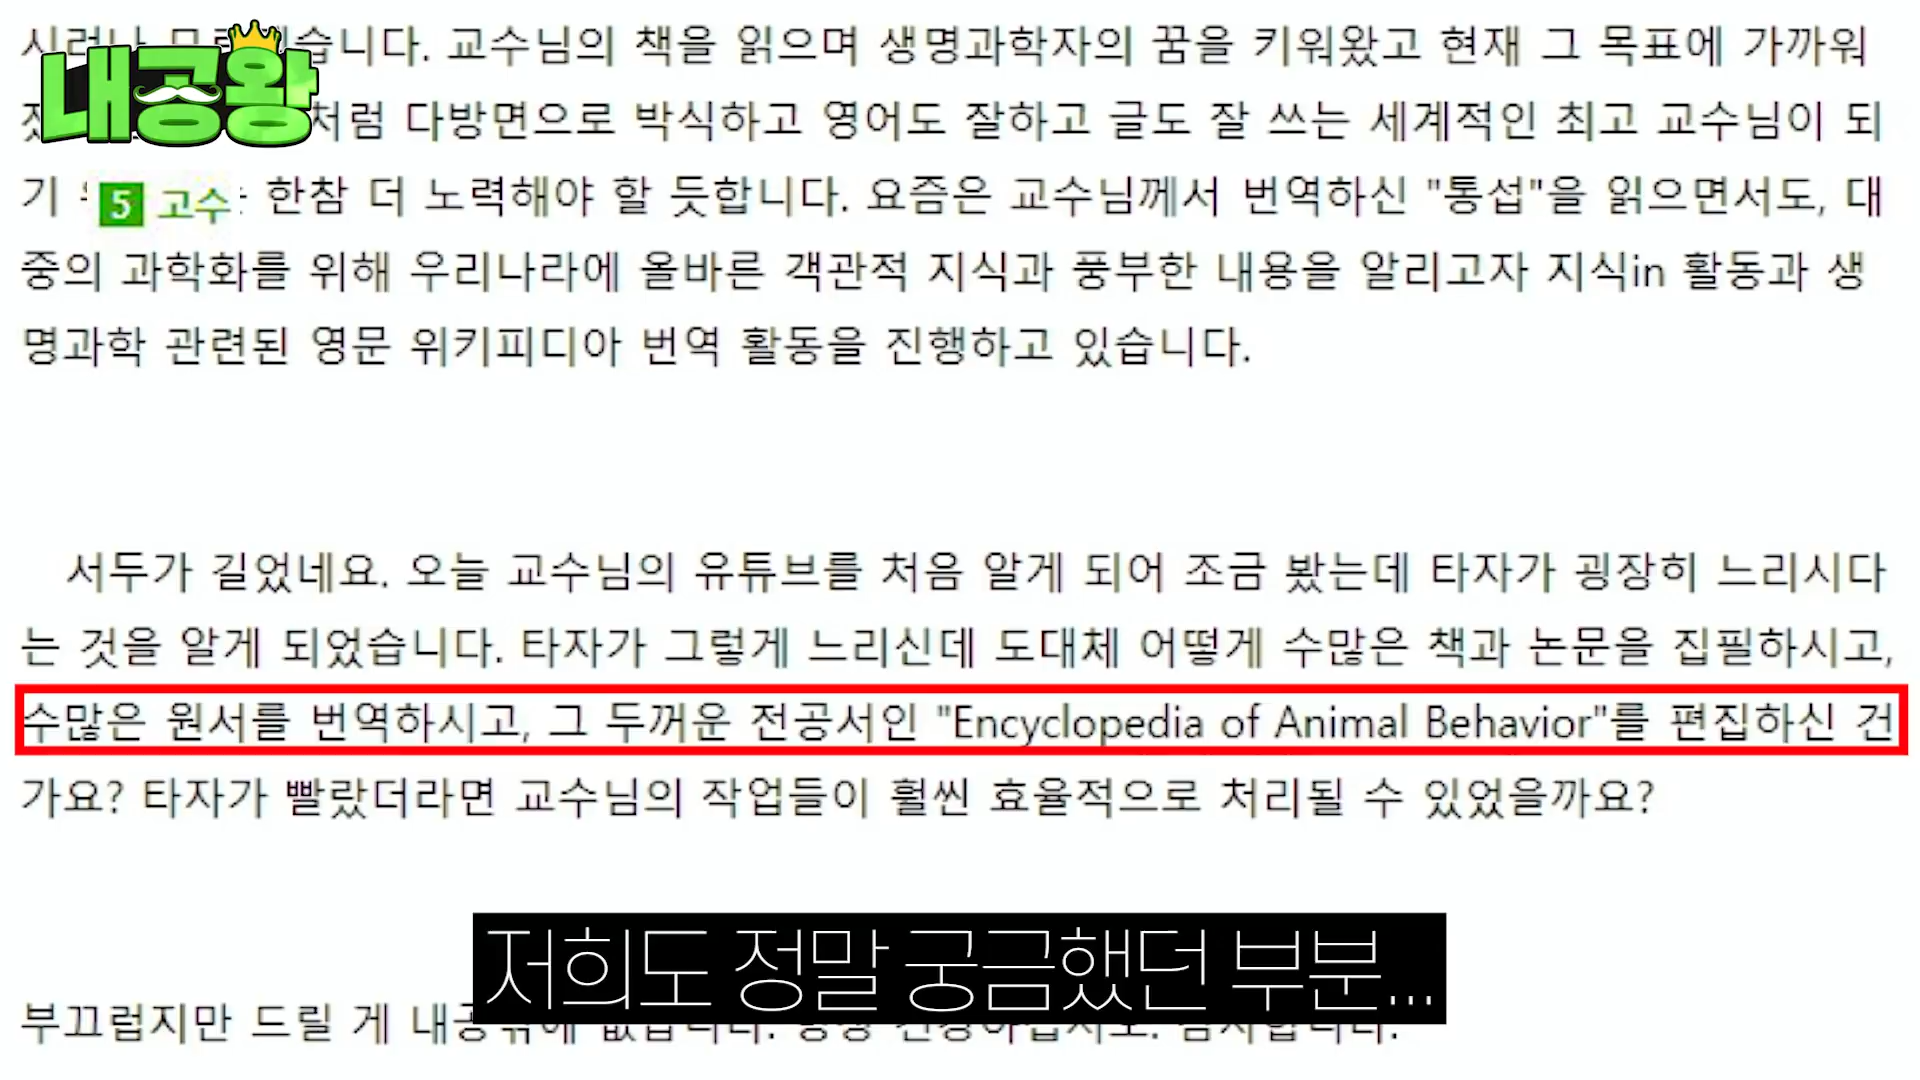 내공왕
습니다. 교수님의 책을 읽으며 생명과학자의 꿈을 키워왔고 현재 그 목표에 가까워
처럼 다방면으로 박식하고 영어도 잘하고 글도 잘 쓰는 세계적인 최고 교수님이 되
기 한참 더 노력해야 할 듯합니다. 요즘은 교수님께서 번역하신 "통섭"을 읽으면서도, 대
5 고수
중의 과학화를 위해 우리나라에 올바른 객관적 지식과 풍부한 내용을 알리고자 지식in 활동과 생
명과학 관련된 영문 위키피디아 번역 활동을 진행하고 있습니다.
서두가 길었네요. 오늘 교수님의 유튜브를 처음 알게 되어 조금 봤는데 타자가 굉장히 느리시다
는 것을 알게 되었습니다. 타자가 그렇게 느리신데 도대체 어떻게 수많은 책과 논문을 집필하시고,
수많은 원서를 번역하시고, 그 두꺼운 전공서인 "Encyclopedia of Animal Behavior"를 편집하신 건
가요? 타자가 빨랐더라면 교수님의 작업들이 훨씬 효율적으로 처리될 수 있었을까요?
저희도 정말 궁금했던 부분...
부끄럽지만 드릴 게